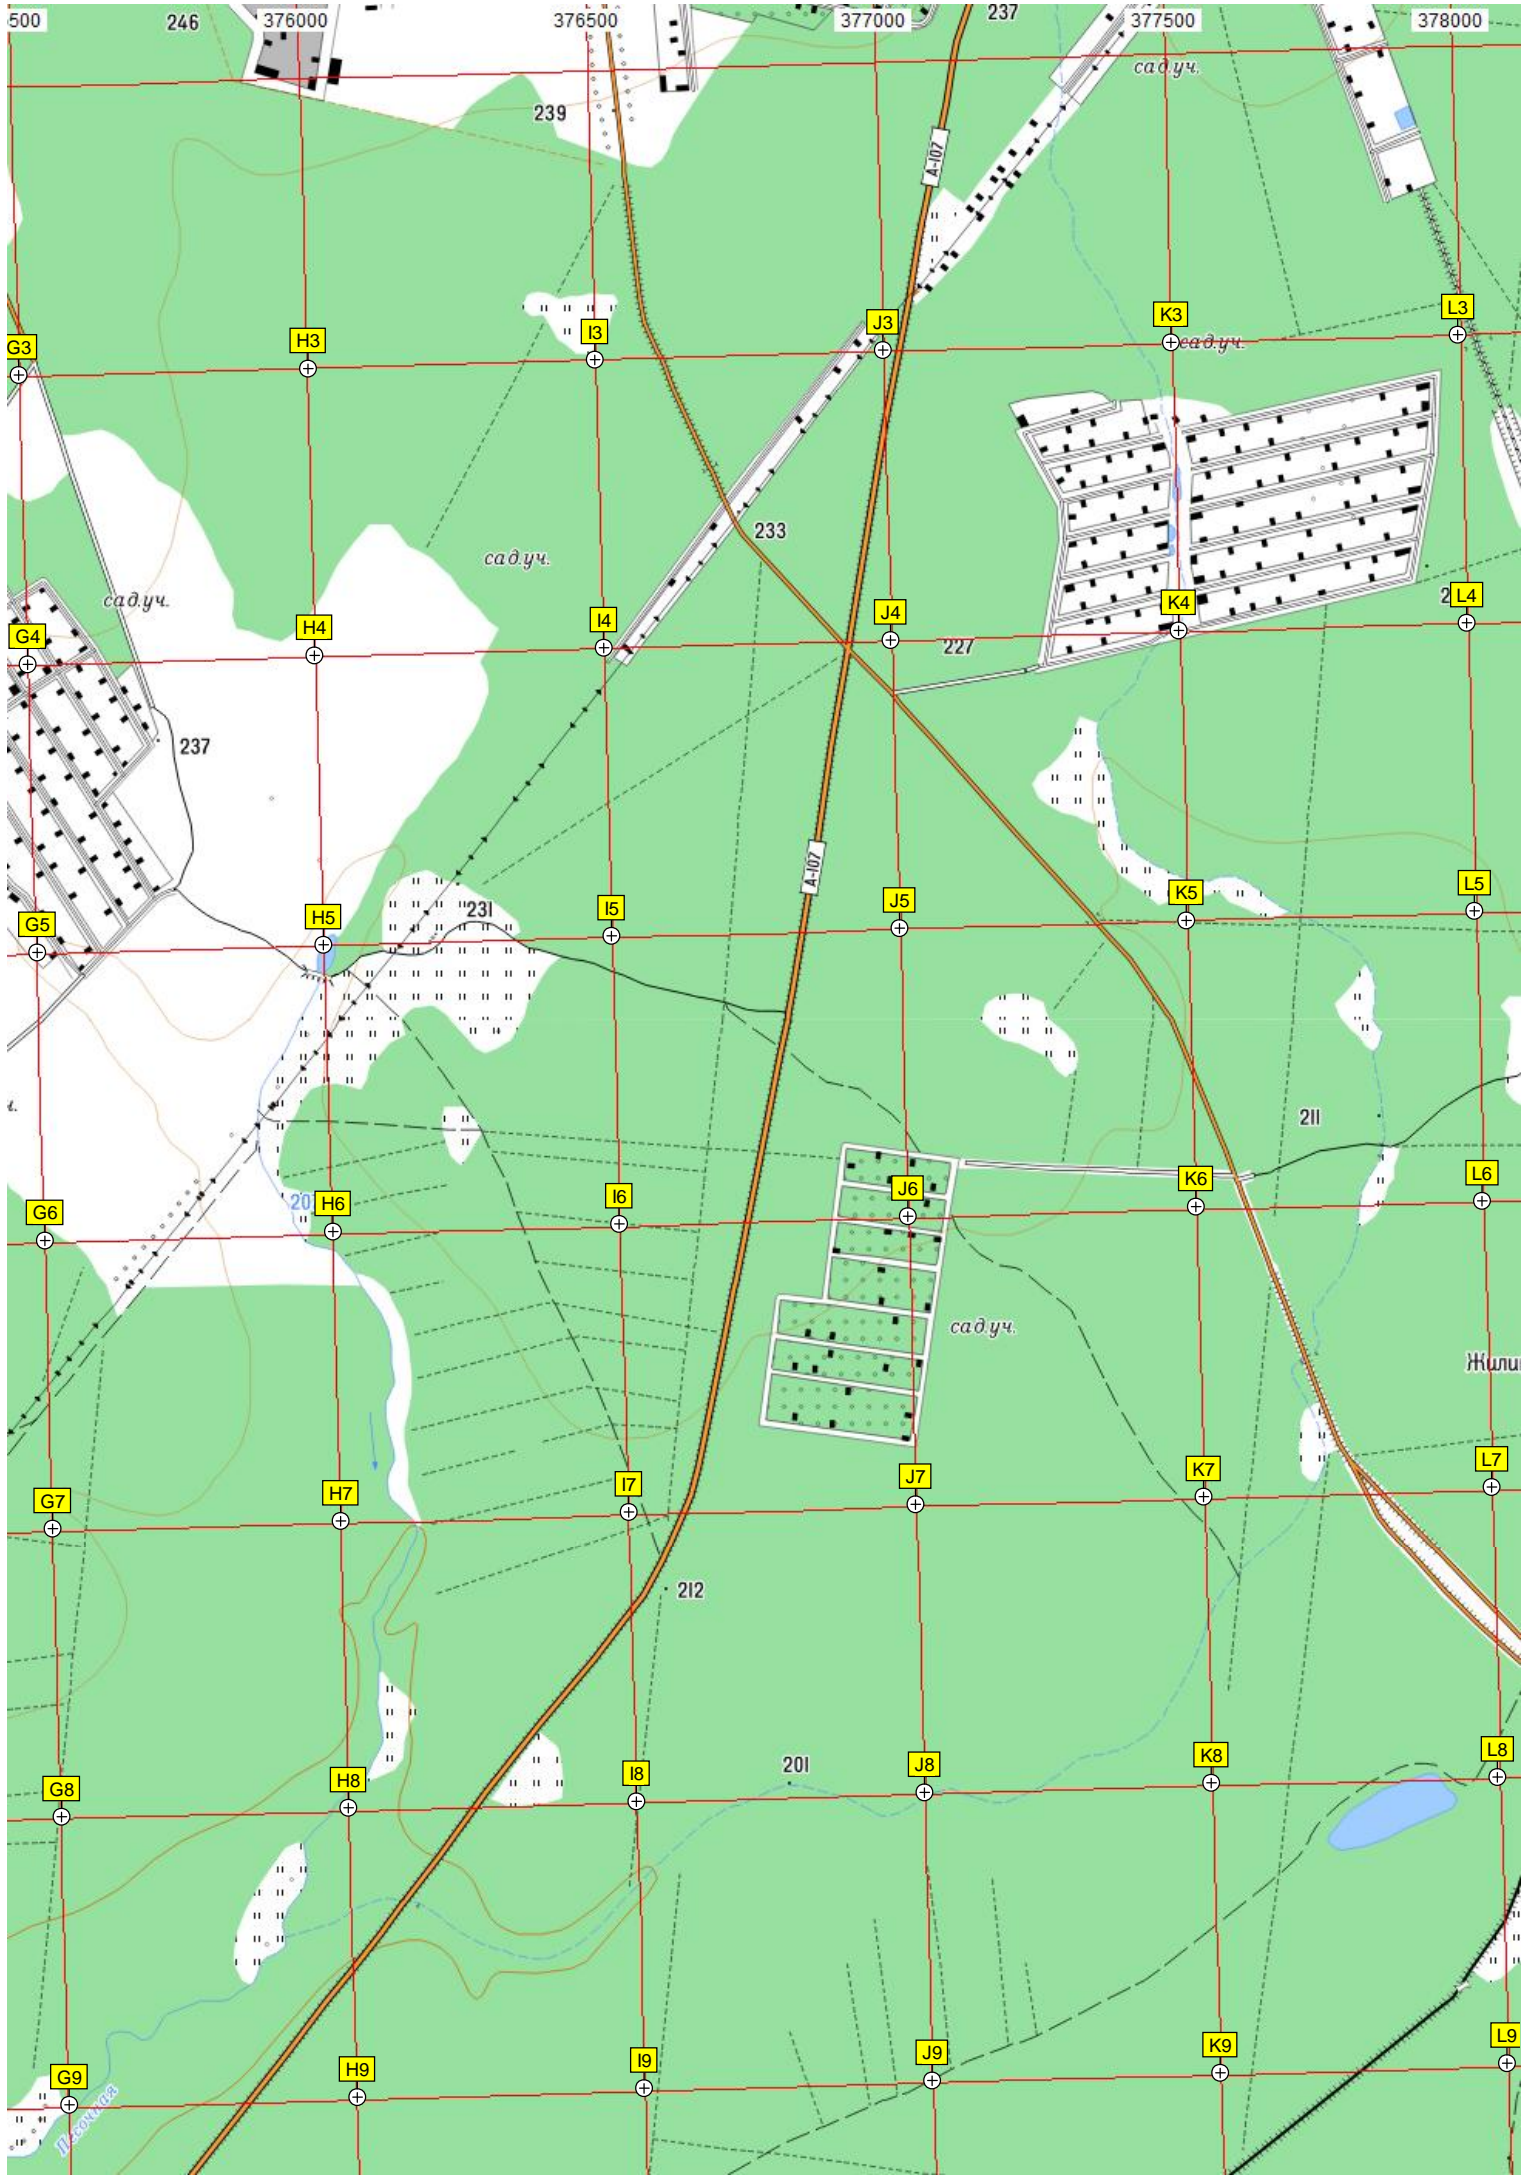 500 246 376000 376500 377000 237 377500 378000
сад.уч.
239
А-107
G3 H3 I3 J3 K3 L3
сад.уч.
233
сад.уч.
сад.уч.
G4 H4 I4 J4 K4 L4
227
237
А-107
231
G5 H5 I5 J5 K5 L5
211
G6 H6 I6 J6 K6 L6
сад.уч.
G7 H7 I7 J7 K7 L7
212
201
G8 H8 I8 J8 K8 L8
G9 H9 I9 J9 K9 L9
Песочная